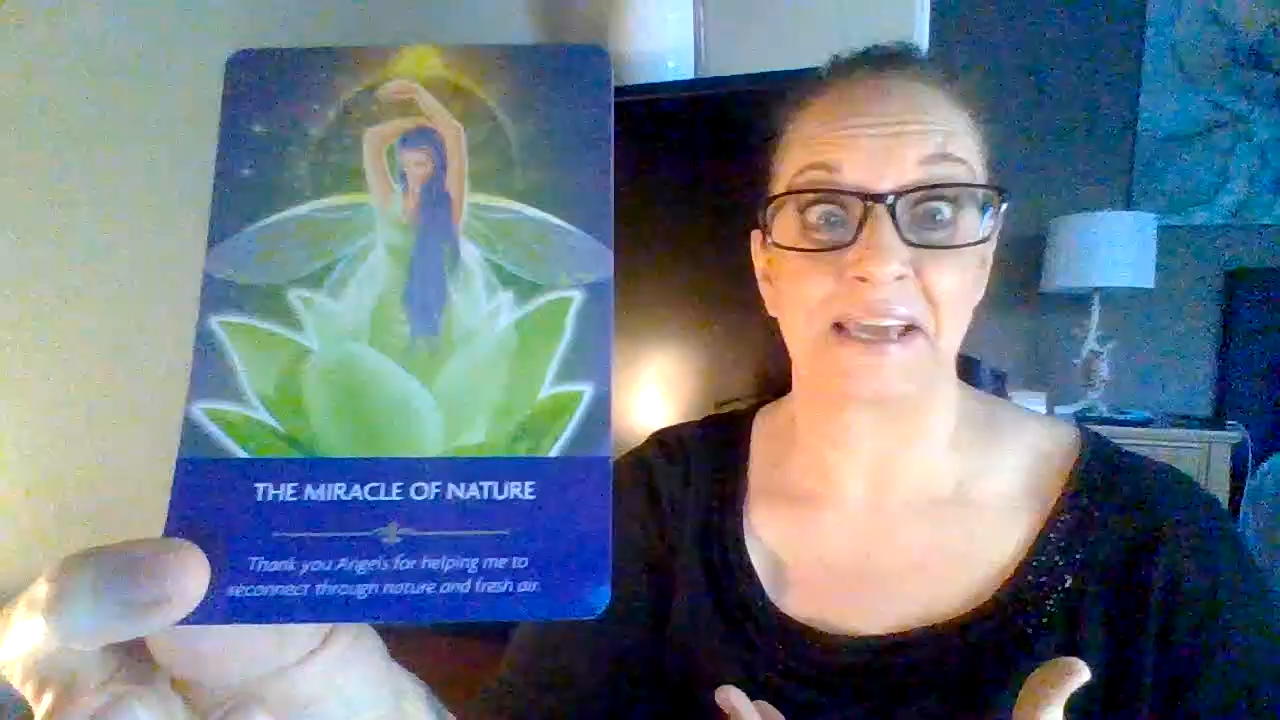 THE MIRACLE OF NATURE
Thank you Angels for helping me to
reconnect through nature and fresh air.